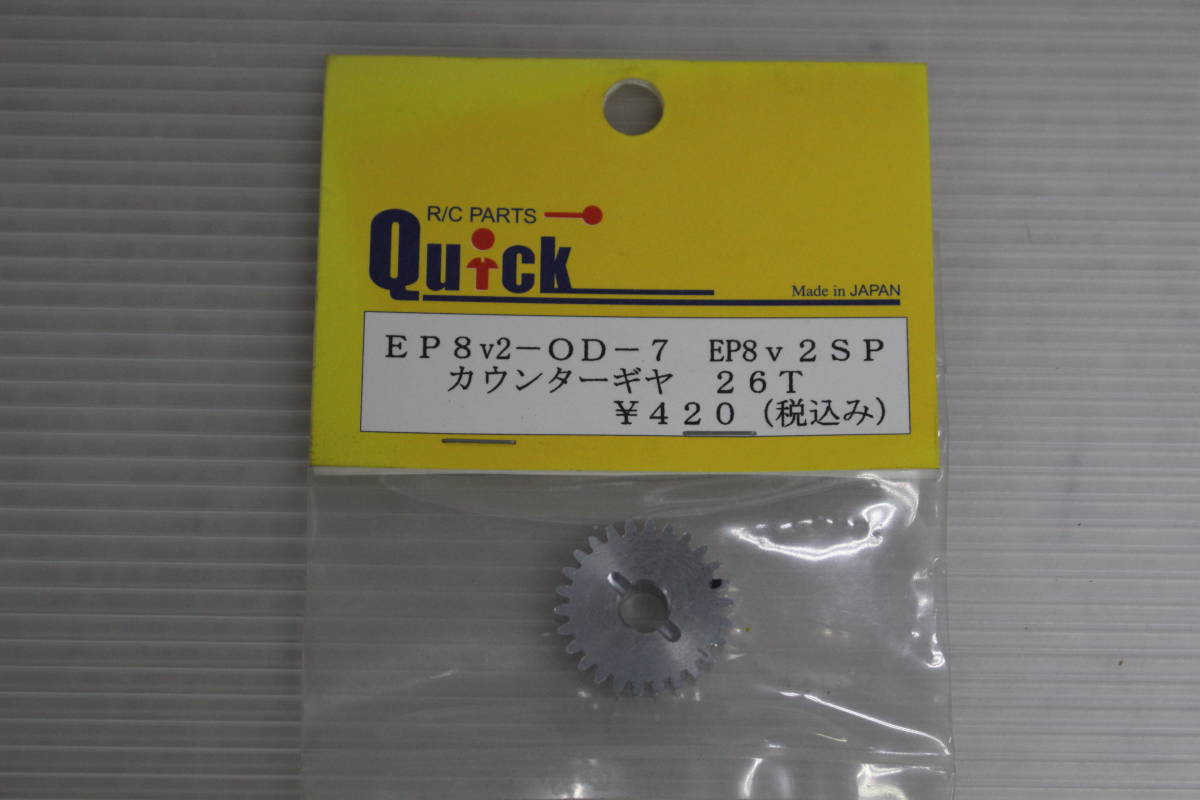 R/C PARTS
Quick
Made in JAPAN
ＥＰ８v2－ＯＤ－７　EP8ｖ２ＳＰ
カウンターギヤ　２６Ｔ
￥４２０（税込み）